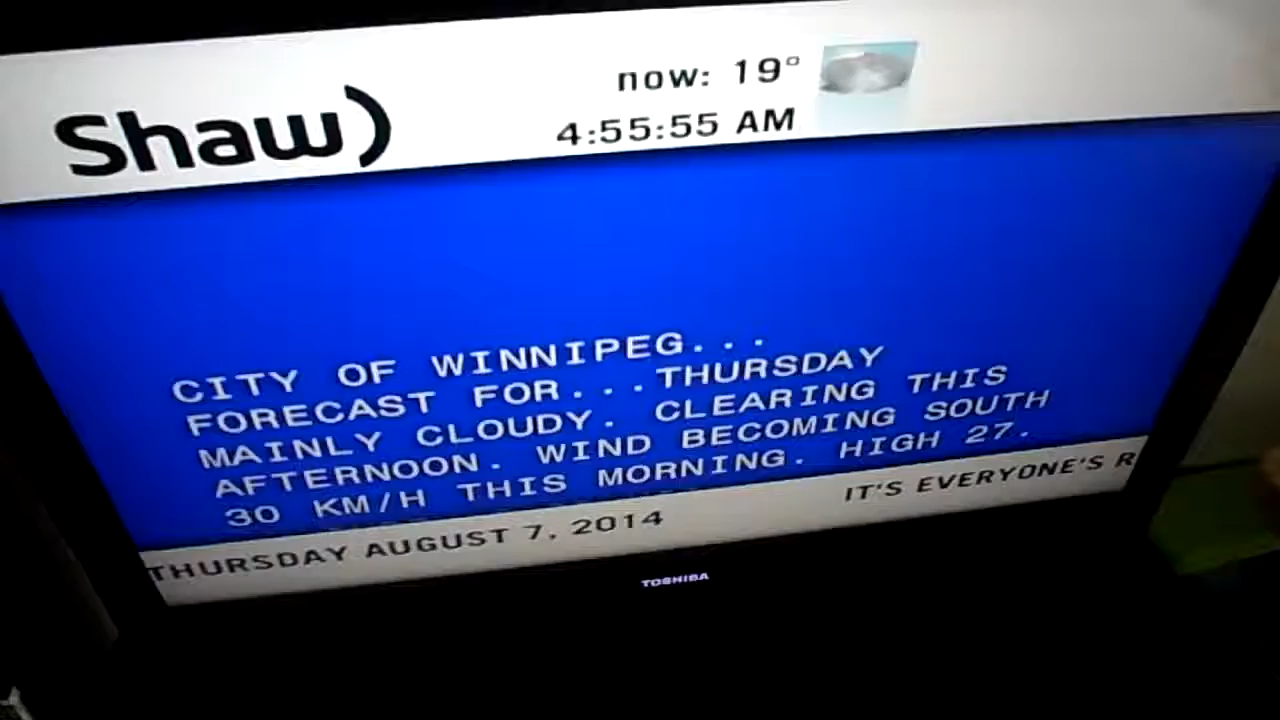 Shaw)
now: 19°
4:55:55 AM
CITY OF WINNIPEG...
FORECAST FOR...THURSDAY
MAINLY CLOUDY. CLEARING THIS
AFTERNOON. WIND BECOMING SOUTH
30 KM/H THIS MORNING. HIGH 27.
THURSDAY AUGUST 7, 2014 IT'S EVERYONE'S R
TOSHIBA